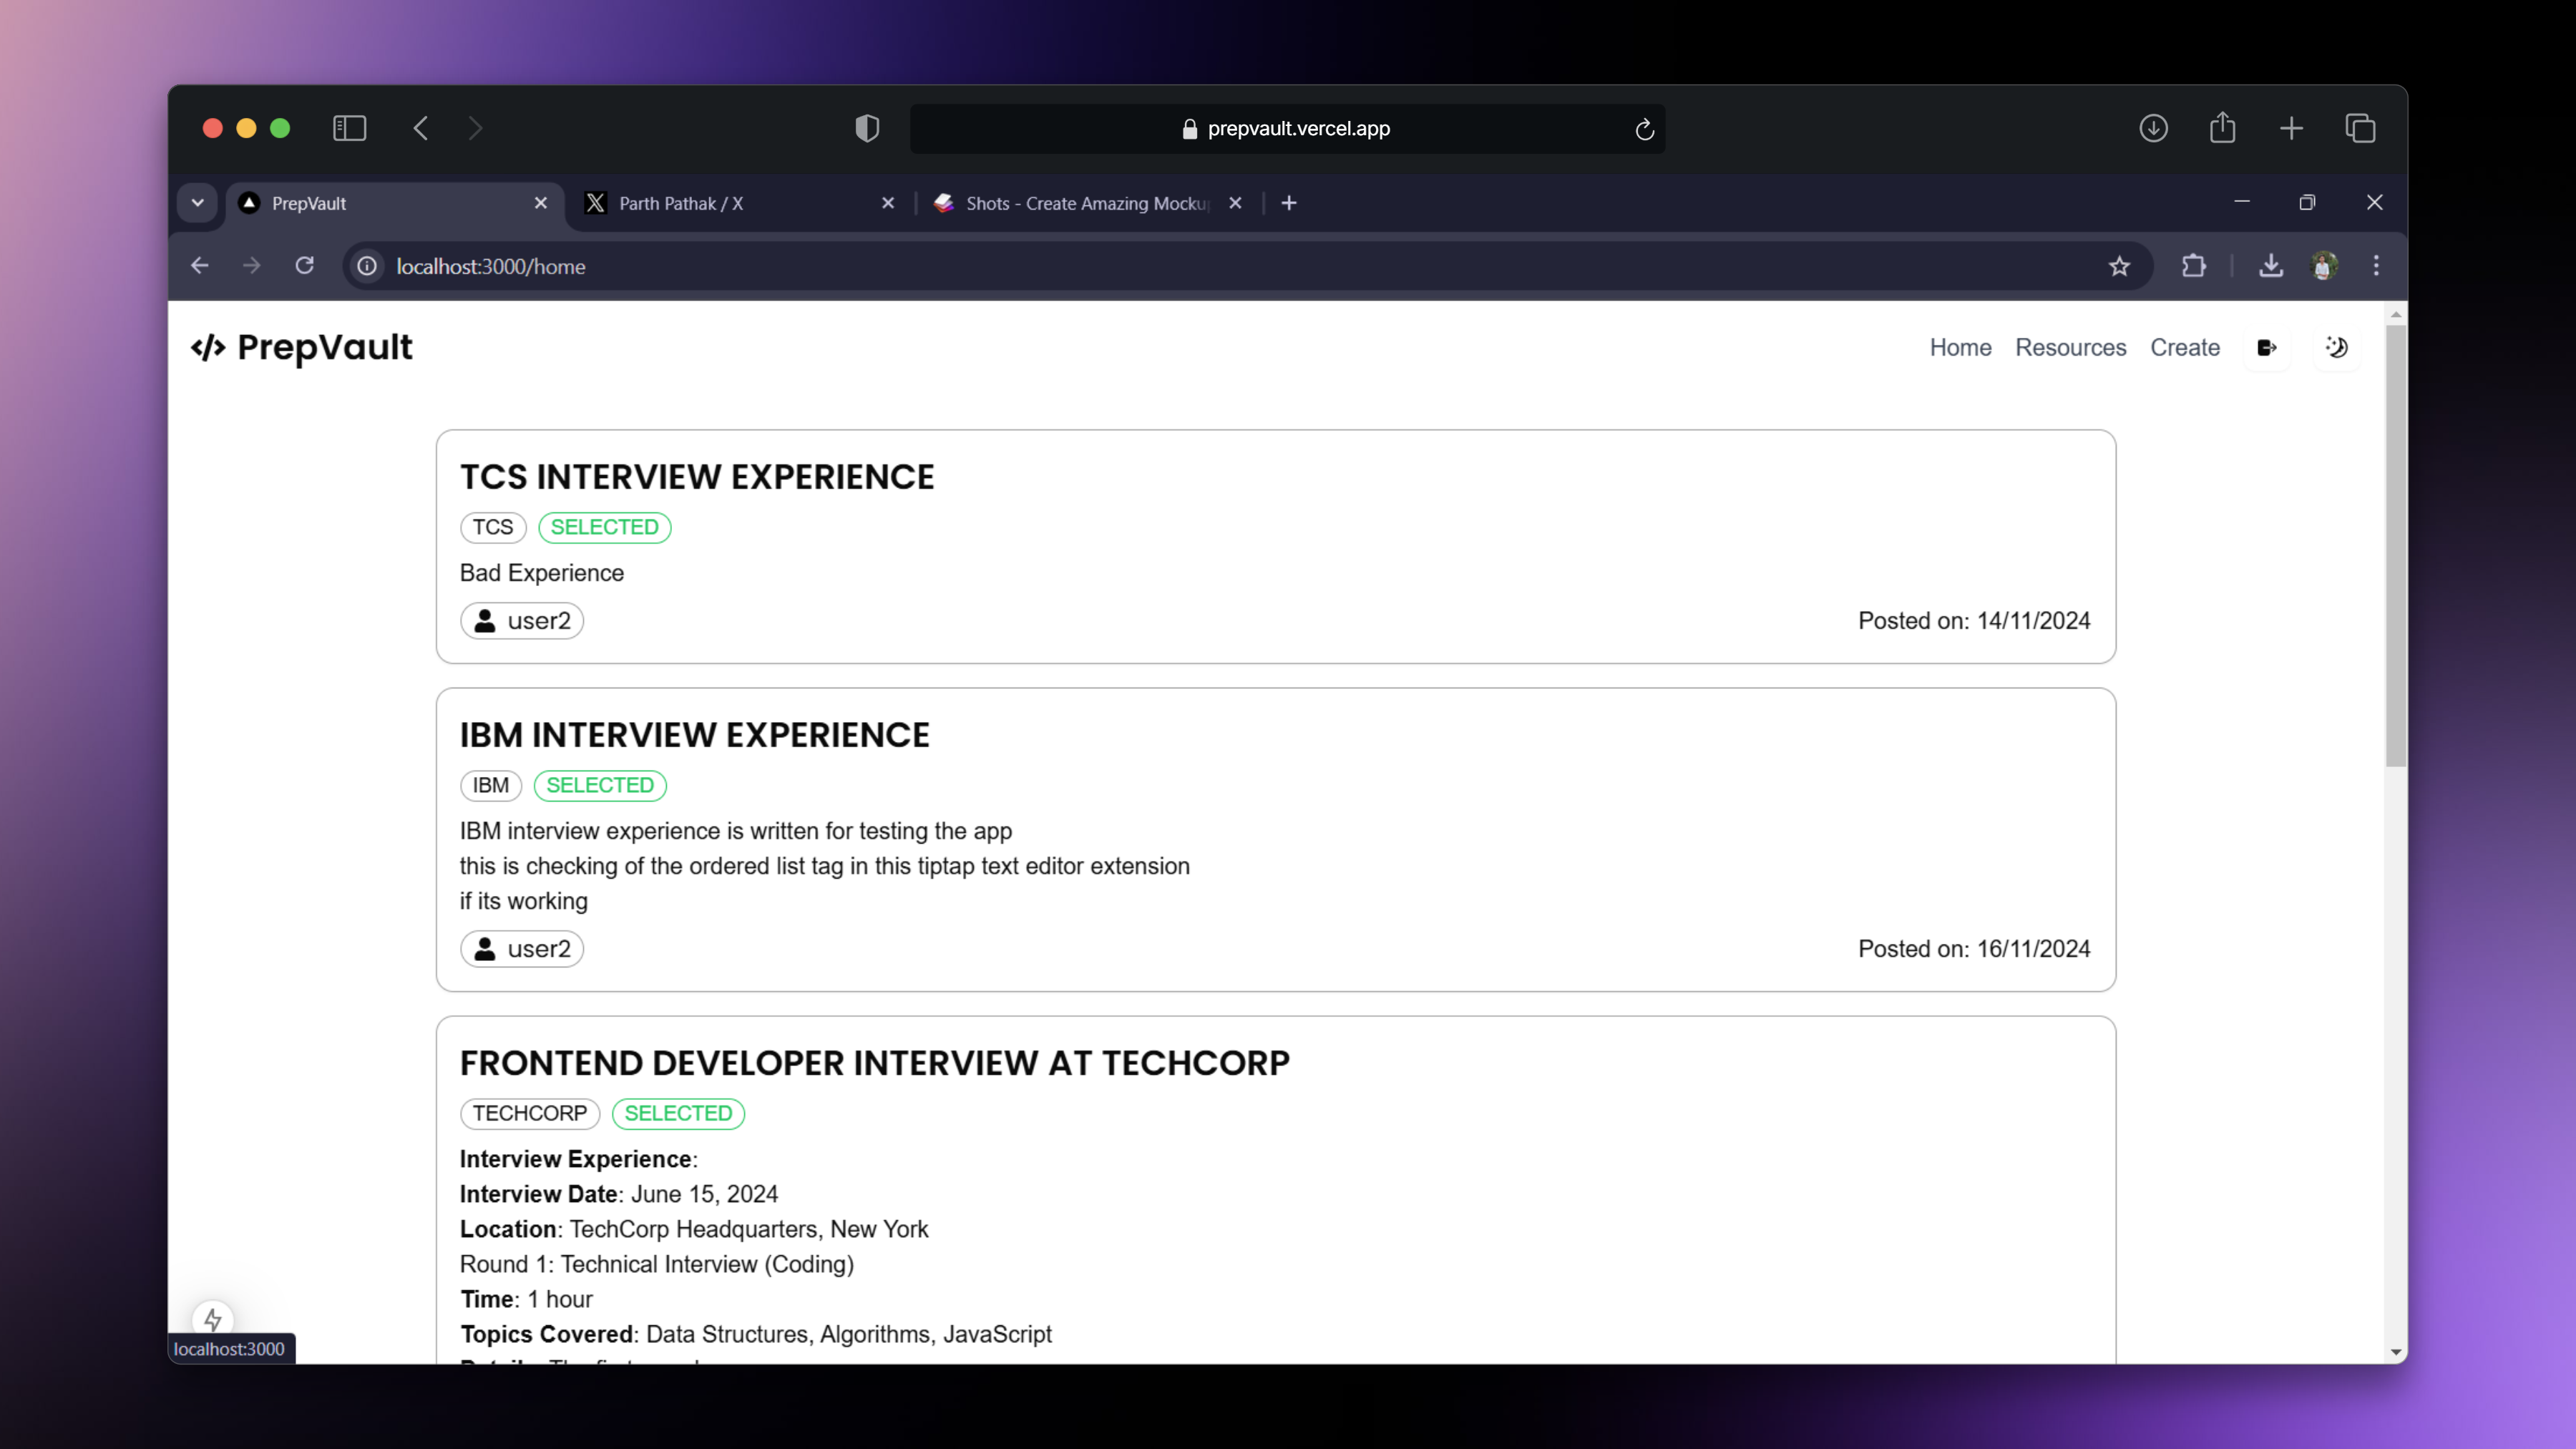 prepvault.vercel.app
PrepVault
Parth Pathak / X
Shots - Create Amazing Mocku
localhost:3000/home
</> PrepVault
Home Resources Create
TCS INTERVIEW EXPERIENCE
TCS SELECTED
Bad Experience
user2 Posted on: 14/11/2024
IBM INTERVIEW EXPERIENCE
IBM SELECTED
IBM interview experience is written for testing the app
this is checking of the ordered list tag in this tiptap text editor extension
if its working
user2 Posted on: 16/11/2024
FRONTEND DEVELOPER INTERVIEW AT TECHCORP
TECHCORP SELECTED
Interview Experience:
Interview Date: June 15, 2024
Location: TechCorp Headquarters, New York
Round 1: Technical Interview (Coding)
Time: 1 hour
Topics Covered: Data Structures, Algorithms, JavaScript
localhost:3000